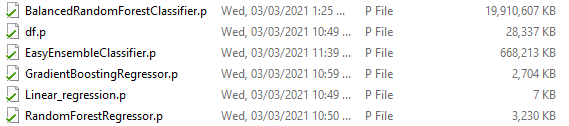 BalancedRandomForestClassifier.p Wed, 03/03/2021 1:25 ... P File 19,910,607 KB
df.p Wed, 03/03/2021 10:49 ... P File 28,337 KB
EasyEnsembleClassifier.p Wed, 03/03/2021 11:39 ... P File 668,213 KB
GradientBoostingRegressor.p Wed, 03/03/2021 10:59 ... P File 2,704 KB
Linear_regression.p Wed, 03/03/2021 10:49 ... P File 7 KB
RandomForestRegressor.p Wed, 03/03/2021 10:50 ... P File 3,230 KB